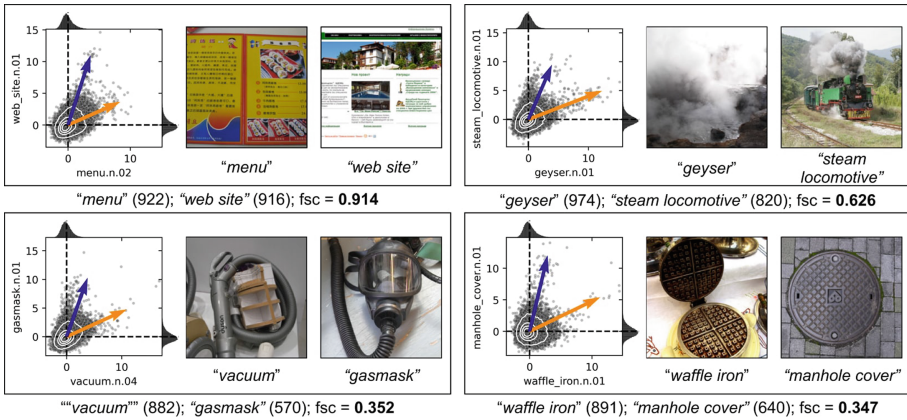 15
10
5
0
0
10
web_site.n.01
menu.n.02
"menu"
"web site"
"menu" (922); "web site" (916); fsc = 0.914
15
10
5
0
0
10
steam_locomotive.n.01
geyser.n.01
"geyser"
"steam
locomotive"
"geyser" (974); "steam locomotive" (820); fsc = 0.626
15
10
5
0
0
10
gasmask.n.01
vacuum.n.04
"vacuum"
"gasmask"
""vacuum"" (882); "gasmask" (570); fsc = 0.352
10
5
0
0
10
manhole_cover.n.01
waffle_iron.n.01
"waffle iron"
"manhole cover"
"waffle iron" (891); "manhole cover" (640); fsc = 0.347